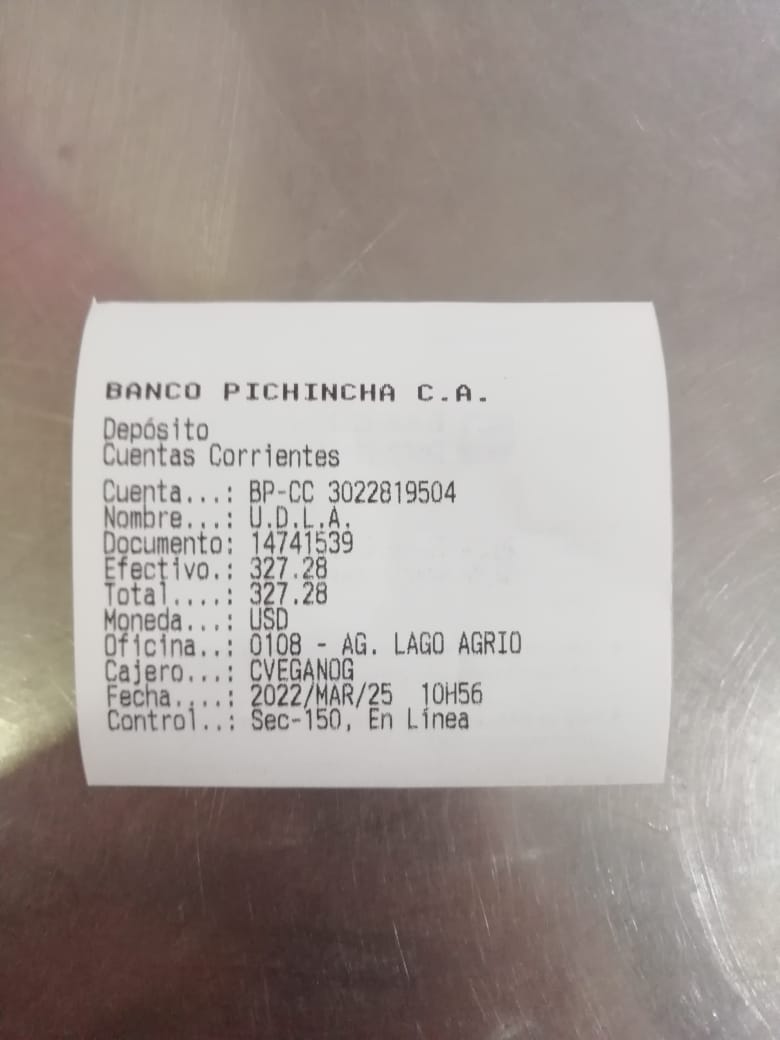 BANCO PICHINCHA C.A.
Depósito
Cuentas Corrientes
Cuenta...: BP-CC 3022819504
Nombre...: U.D.L.A.
Documento: 14741539
Efectivo.: 327.28
Total....: 327.28
Moneda...: USD
Oficina..: 0108 - AG. LAGO AGRIO
Cajero...: CVEGANOG
Fecha....: 2022/MAR/25 10H56
Control..: Sec-150, En Línea